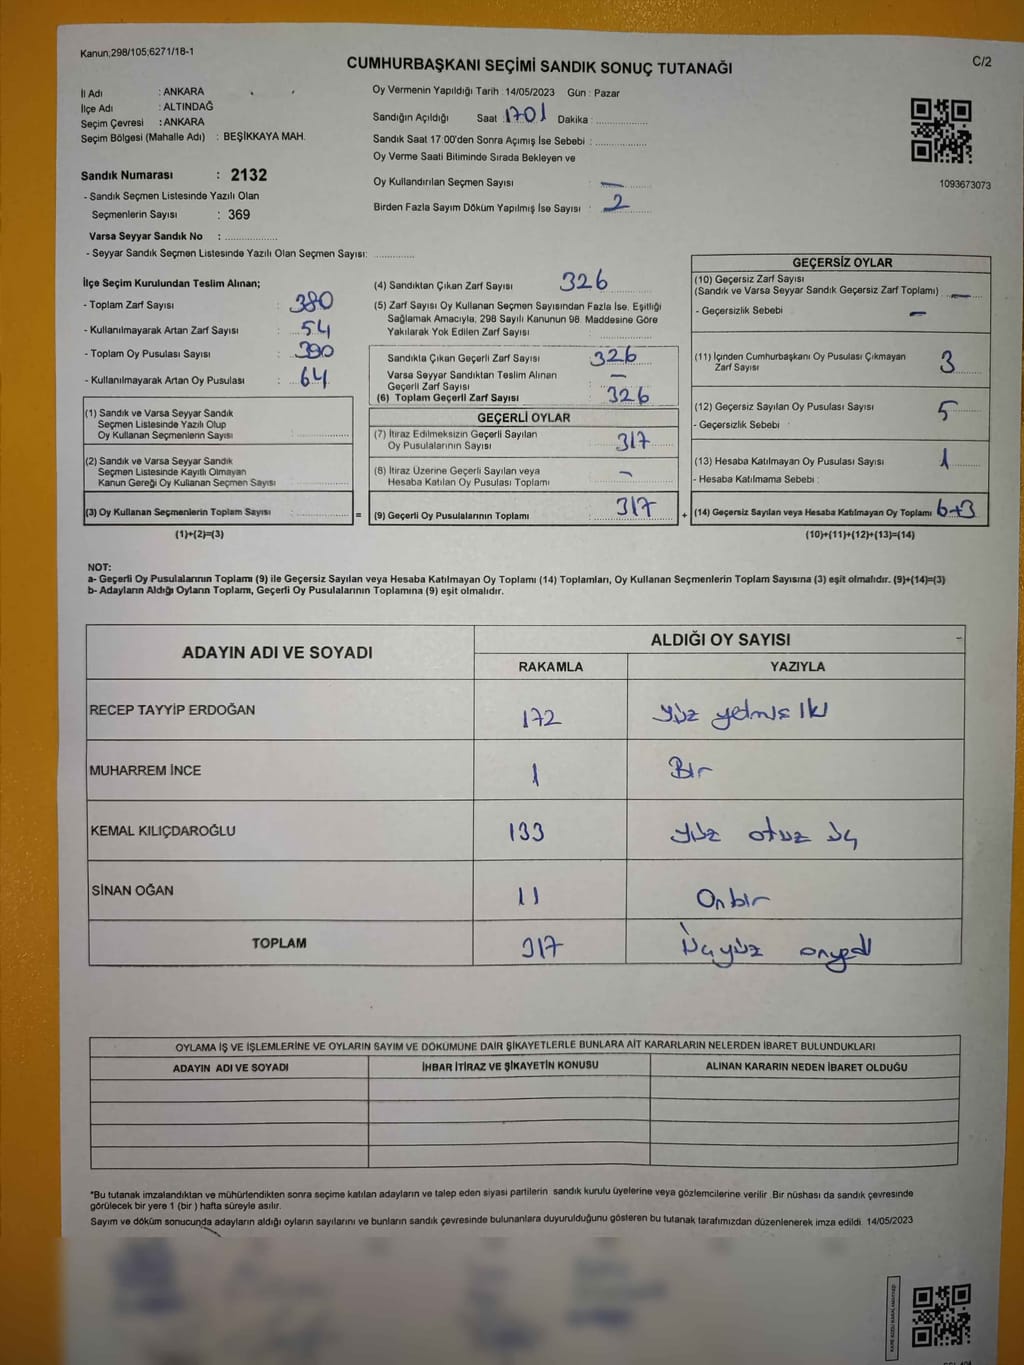 Kanun;298/105;6271/18-1
CUMHURBAŞKANI SEÇİMİ SANDIK SONUÇ TUTANAĞI
C/2
İl Adı : ANKARA
İlçe Adı : ALTINDAĞ
Seçim Çevresi : ANKARA
Seçim Bölgesi (Mahalle Adı) : BEŞİKKAYA MAH.
Oy Vermenin Yapıldığı Tarih : 14/05/2023 Gün : Pazar
Sandığın Açıldığı Saat : 1701 Dakika :
Sandık Saat 17:00'den Sonra Açımış İse Sebebi :
Oy Verme Saati Bitiminde Sırada Bekleyen ve
Oy Kullandırılan Seçmen Sayısı : —
Birden Fazla Sayım Döküm Yapılmış İse Sayısı : 2
1093673073
Sandık Numarası : 2132
- Sandık Seçmen Listesinde Yazılı Olan
Seçmenlerin Sayısı : 369
Varsa Seyyar Sandık No :
- Seyyar Sandık Seçmen Listesinde Yazılı Olan Seçmen Sayısı:
İlçe Seçim Kurulundan Teslim Alınan;
- Toplam Zarf Sayısı : 380
- Kullanılmayarak Artan Zarf Sayısı : 54
- Toplam Oy Pusulası Sayısı : 390
- Kullanılmayarak Artan Oy Pusulası : 64
(1) Sandık ve Varsa Seyyar Sandık
Seçmen Listesinde Yazılı Olup
Oy Kullanan Seçmenlerin Sayısı :
(2) Sandık ve Varsa Seyyar Sandık
Seçmen Listesinde Kayıtlı Olmayan
Kanun Gereği Oy Kullanan Seçmen Sayısı :
(3) Oy Kullanan Seçmenlerin Toplam Sayısı : =
(1)+(2)=(3)
(4) Sandıktan Çıkan Zarf Sayısı : 326
(5) Zarf Sayısı Oy Kullanan Seçmen Sayısından Fazla İse, Eşitliği
Sağlamak Amacıyla, 298 Sayılı Kanunun 98. Maddesine Göre
Yakılarak Yok Edilen Zarf Sayısı :
Sandıkta Çıkan Geçerli Zarf Sayısı : 326
Varsa Seyyar Sandıktan Teslim Alınan
Geçerli Zarf Sayısı : —
(6) Toplam Geçerli Zarf Sayısı : 326
GEÇERLİ OYLAR
(7) İtiraz Edilmeksizin Geçerli Sayılan
Oy Pusulalarının Sayısı : 317
(8) İtiraz Üzerine Geçerli Sayılan veya
Hesaba Katılan Oy Pusulası Toplamı : —
(9) Geçerli Oy Pusulalarının Toplamı : 317 +
GEÇERSİZ OYLAR
(10) Geçersiz Zarf Sayısı
(Sandık ve Varsa Seyyar Sandık Geçersiz Zarf Toplamı) : —
- Geçersizlik Sebebi : —
(11) İçinden Cumhurbaşkanı Oy Pusulası Çıkmayan
Zarf Sayısı : 3
(12) Geçersiz Sayılan Oy Pusulası Sayısı : 5
- Geçersizlik Sebebi :
(13) Hesaba Katılmayan Oy Pusulası Sayısı : 1
- Hesaba Katılmama Sebebi :
(14) Geçersiz Sayılan veya Hesaba Katılmayan Oy Toplamı : 6+3
(10)+(11)+(12)+(13)=(14)
NOT:
a- Geçerli Oy Pusulalarının Toplamı (9) ile Geçersiz Sayılan veya Hesaba Katılmayan Oy Toplamı (14) Toplamları, Oy Kullanan Seçmenlerin Toplam Sayısına (3) eşit olmalıdır. (9)+(14)=(3)
b- Adayların Aldığı Oyların Toplamı, Geçerli Oy Pusulalarının Toplamına (9) eşit olmalıdır.
ADAYIN ADI VE SOYADI
ALDIĞI OY SAYISI
RAKAMLA YAZIYLA
RECEP TAYYİP ERDOĞAN 172 Yüz yetmiş iki
MUHARREM İNCE 1 Bir
KEMAL KILIÇDAROĞLU 133 Yüz otuz üç
SİNAN OĞAN 11 Onbir
TOPLAM 317 Üçyüz onyedi
OYLAMA İŞ VE İŞLEMLERİNE VE OYLARIN SAYIM VE DÖKÜMÜNE DAİR ŞİKAYETLERLE BUNLARA AİT KARARLARIN NELERDEN İBARET BULUNDUKLARI
ADAYIN ADI VE SOYADI İHBAR İTİRAZ VE ŞİKAYETİN KONUSU ALINAN KARARIN NEDEN İBARET OLDUĞU
*Bu tutanak imzalandıktan ve mühürlendikten sonra seçime katılan adayların ve talep eden siyasi partilerin sandık kurulu üyelerine veya gözlemcilerine verilir. Bir nüshası da sandık çevresinde
görülecek bir yere 1 (bir ) hafta süreyle asılır.
Sayım ve döküm sonucunda adayların aldığı oyların sayılarını ve bunların sandık çevresinde bulunanlara duyurulduğunu gösteren bu tutanak tarafımızdan düzenlenerek imza edildi. 14/05/2023